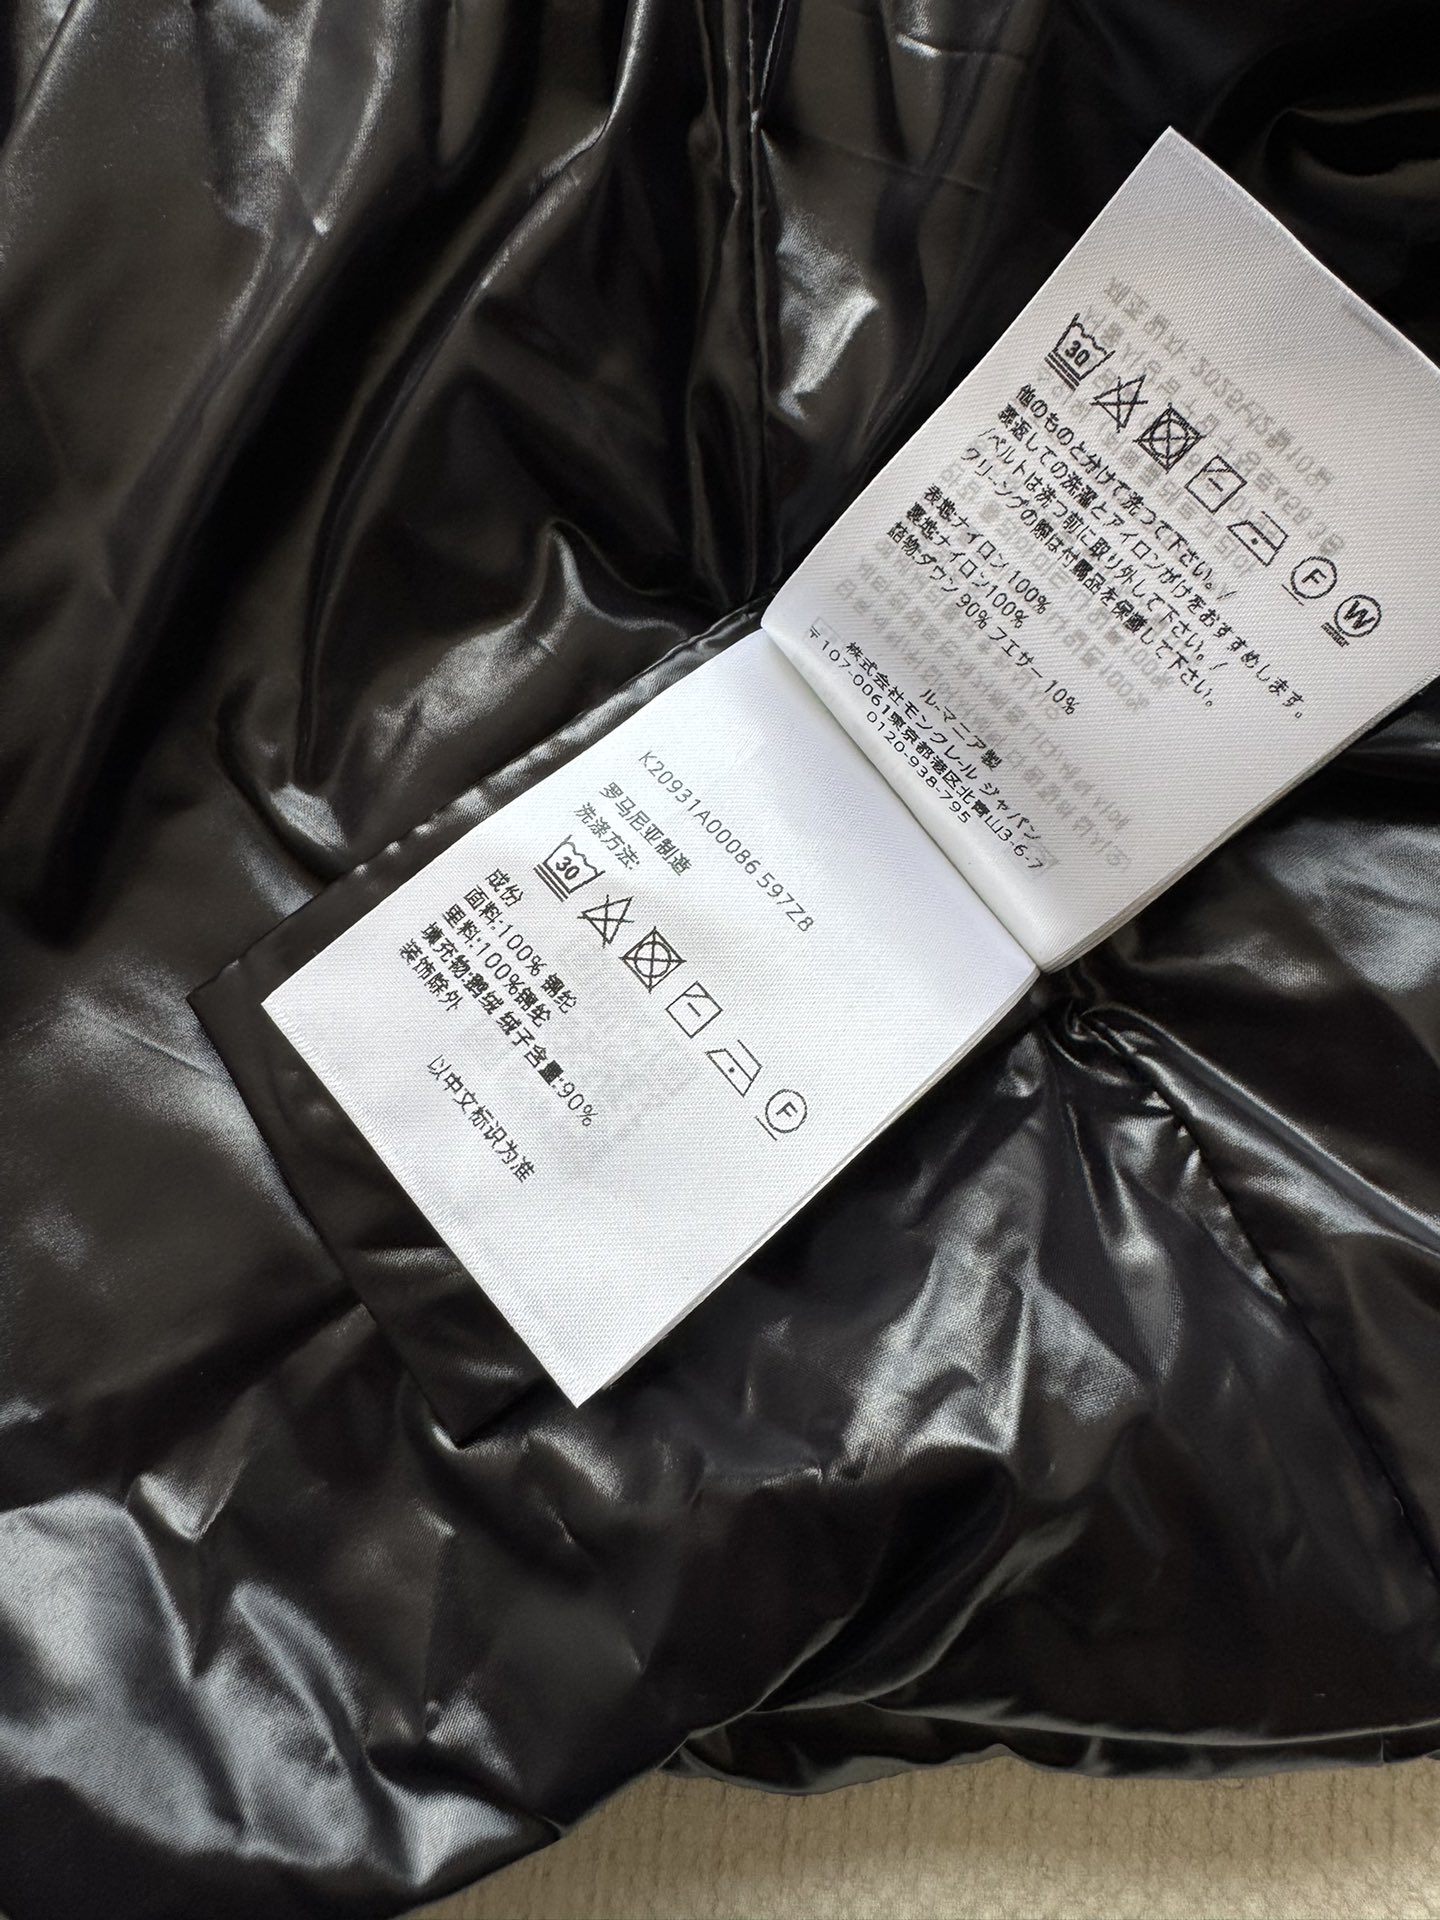 30
F
W
他のものと分けて洗って下さい。/
裏返しての洗濯とアイロンがけをおすすめします。
/ベルトは洗つ前に取り外して下さい。/
クリーングの際は付属品を保護して下さい。
表地:ナイロン100%
裏地:ナイロン100%
詰物:ダウン90% フエサー10%
ル-マニア製
株式会社モンクレール ジャパン
〒107-0061東京都港区北青山3-6-7
0120-938-795
K20931A00086 597Z8
罗马尼亚制造
洗涤方法:
30
F
成份
面料:100% 锦纶
里料:100%锦纶
填充物:鹅绒 绒子含量:90%
装饰除外
以中文标识为准